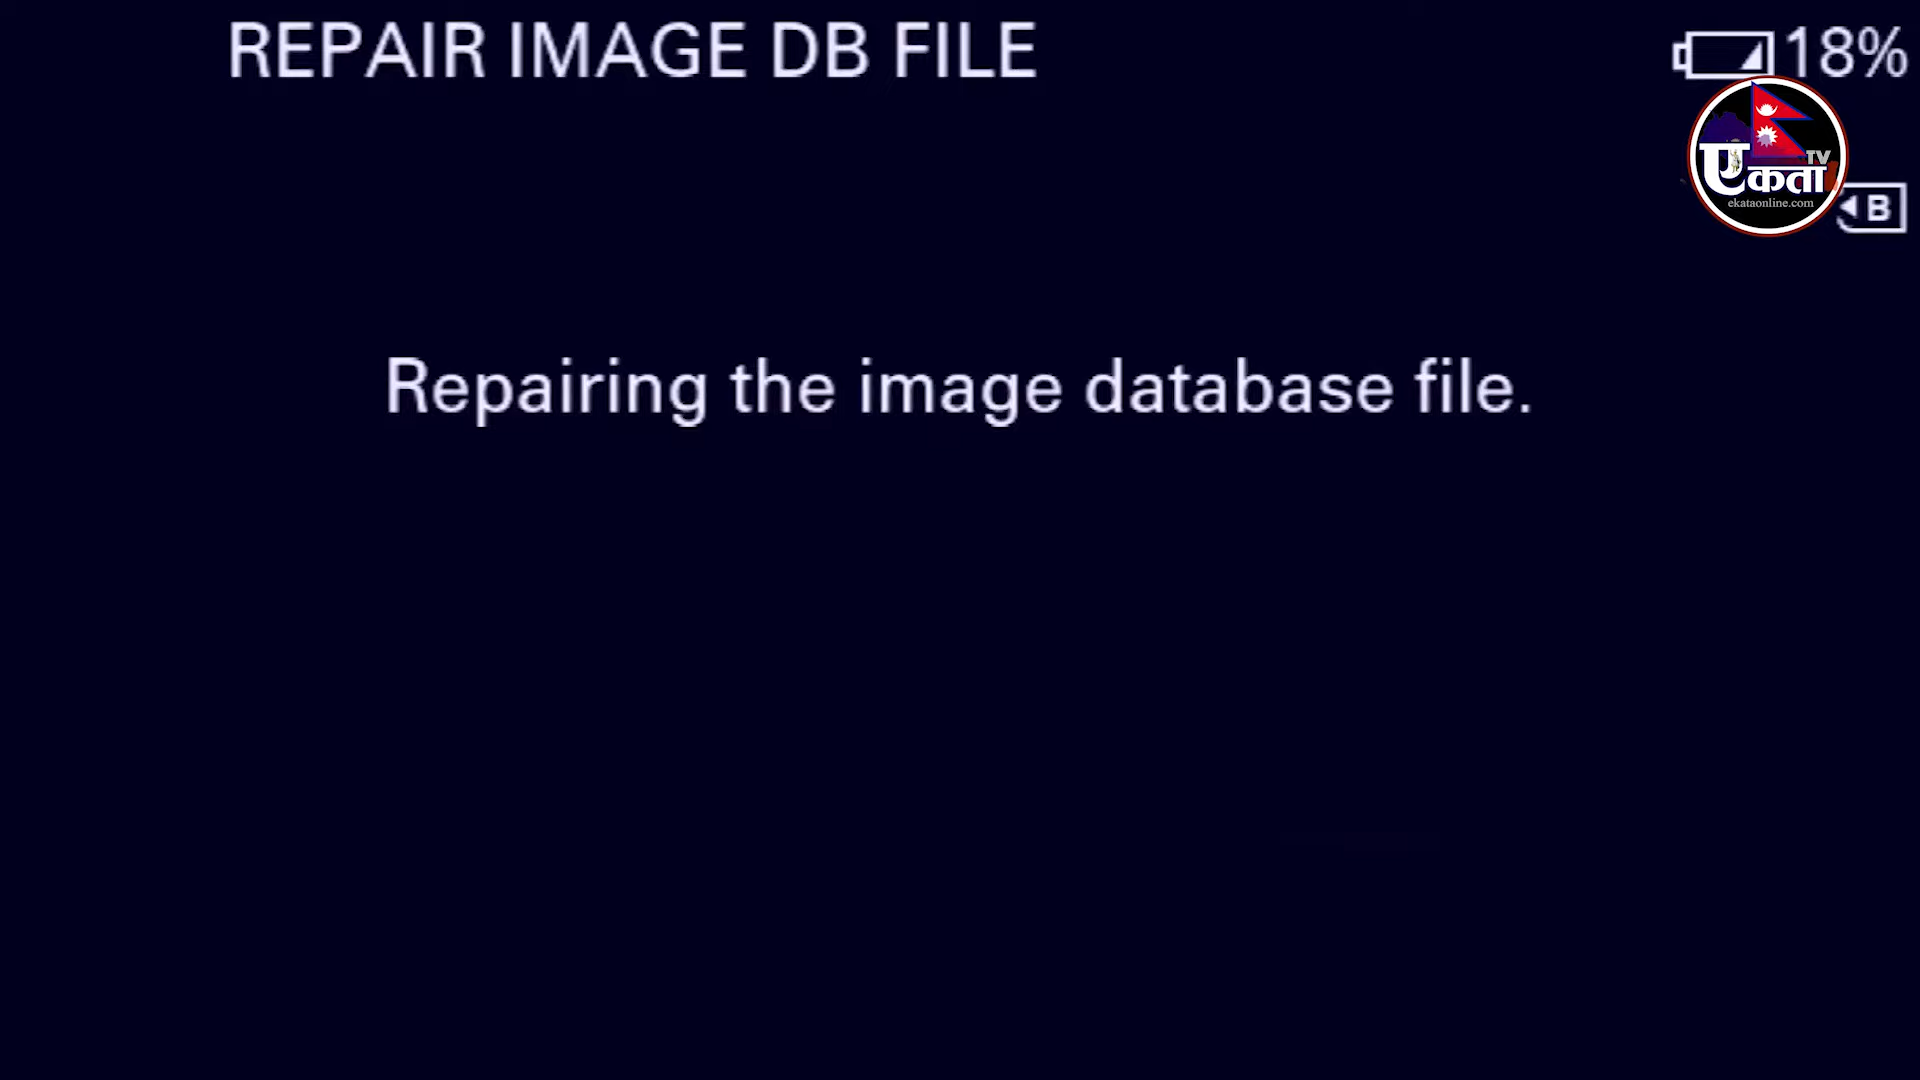 REPAIR IMAGE DB FILE
18%
TV
एकता
ekataonline.com
B
Repairing the image database file.